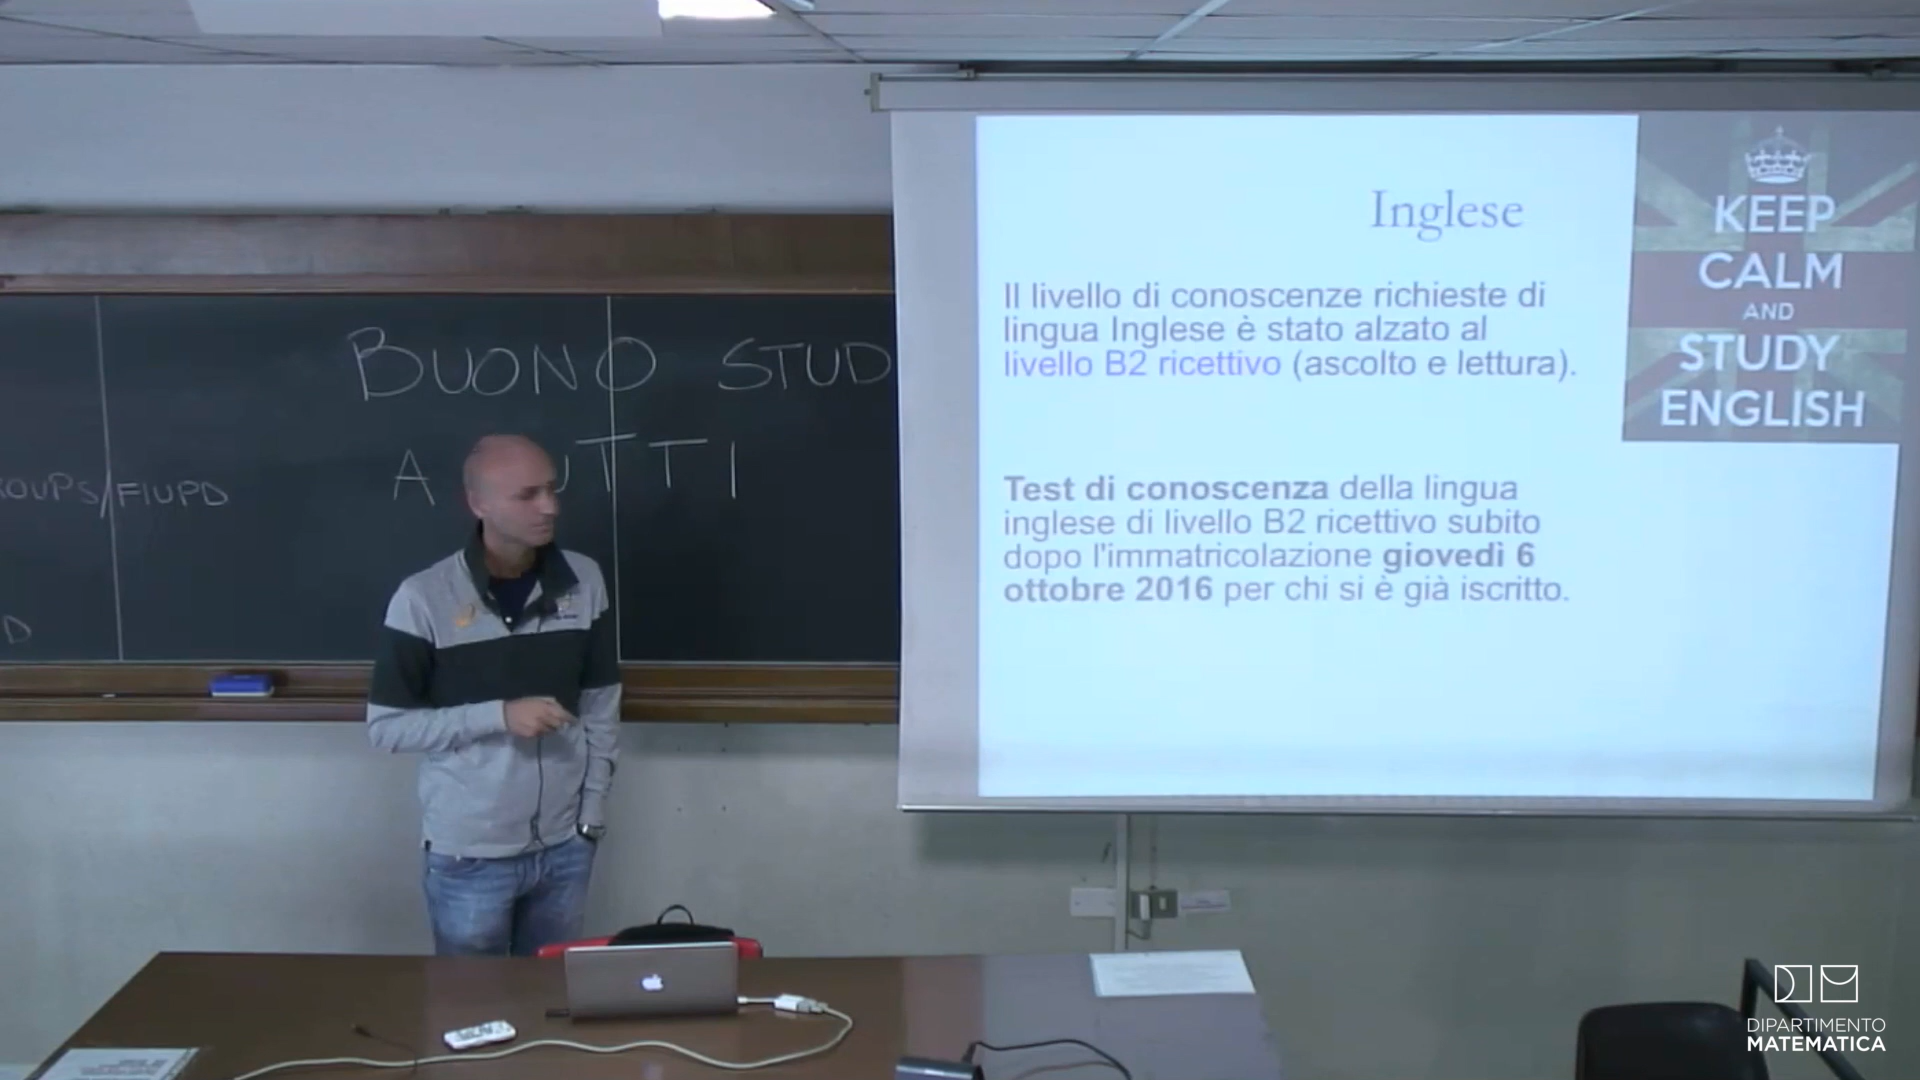 BUONO STUD
A TUTTI
OUPS/FIUPD
D
Inglese
Il livello di conoscenze richieste di
lingua Inglese è stato alzato al
livello B2 ricettivo (ascolto e lettura).
Test di conoscenza della lingua
inglese di livello B2 ricettivo subito
dopo l'immatricolazione giovedì 6
ottobre 2016 per chi si è già iscritto.
KEEP
CALM
AND
STUDY
ENGLISH
DIPARTIMENTO
MATEMATICA